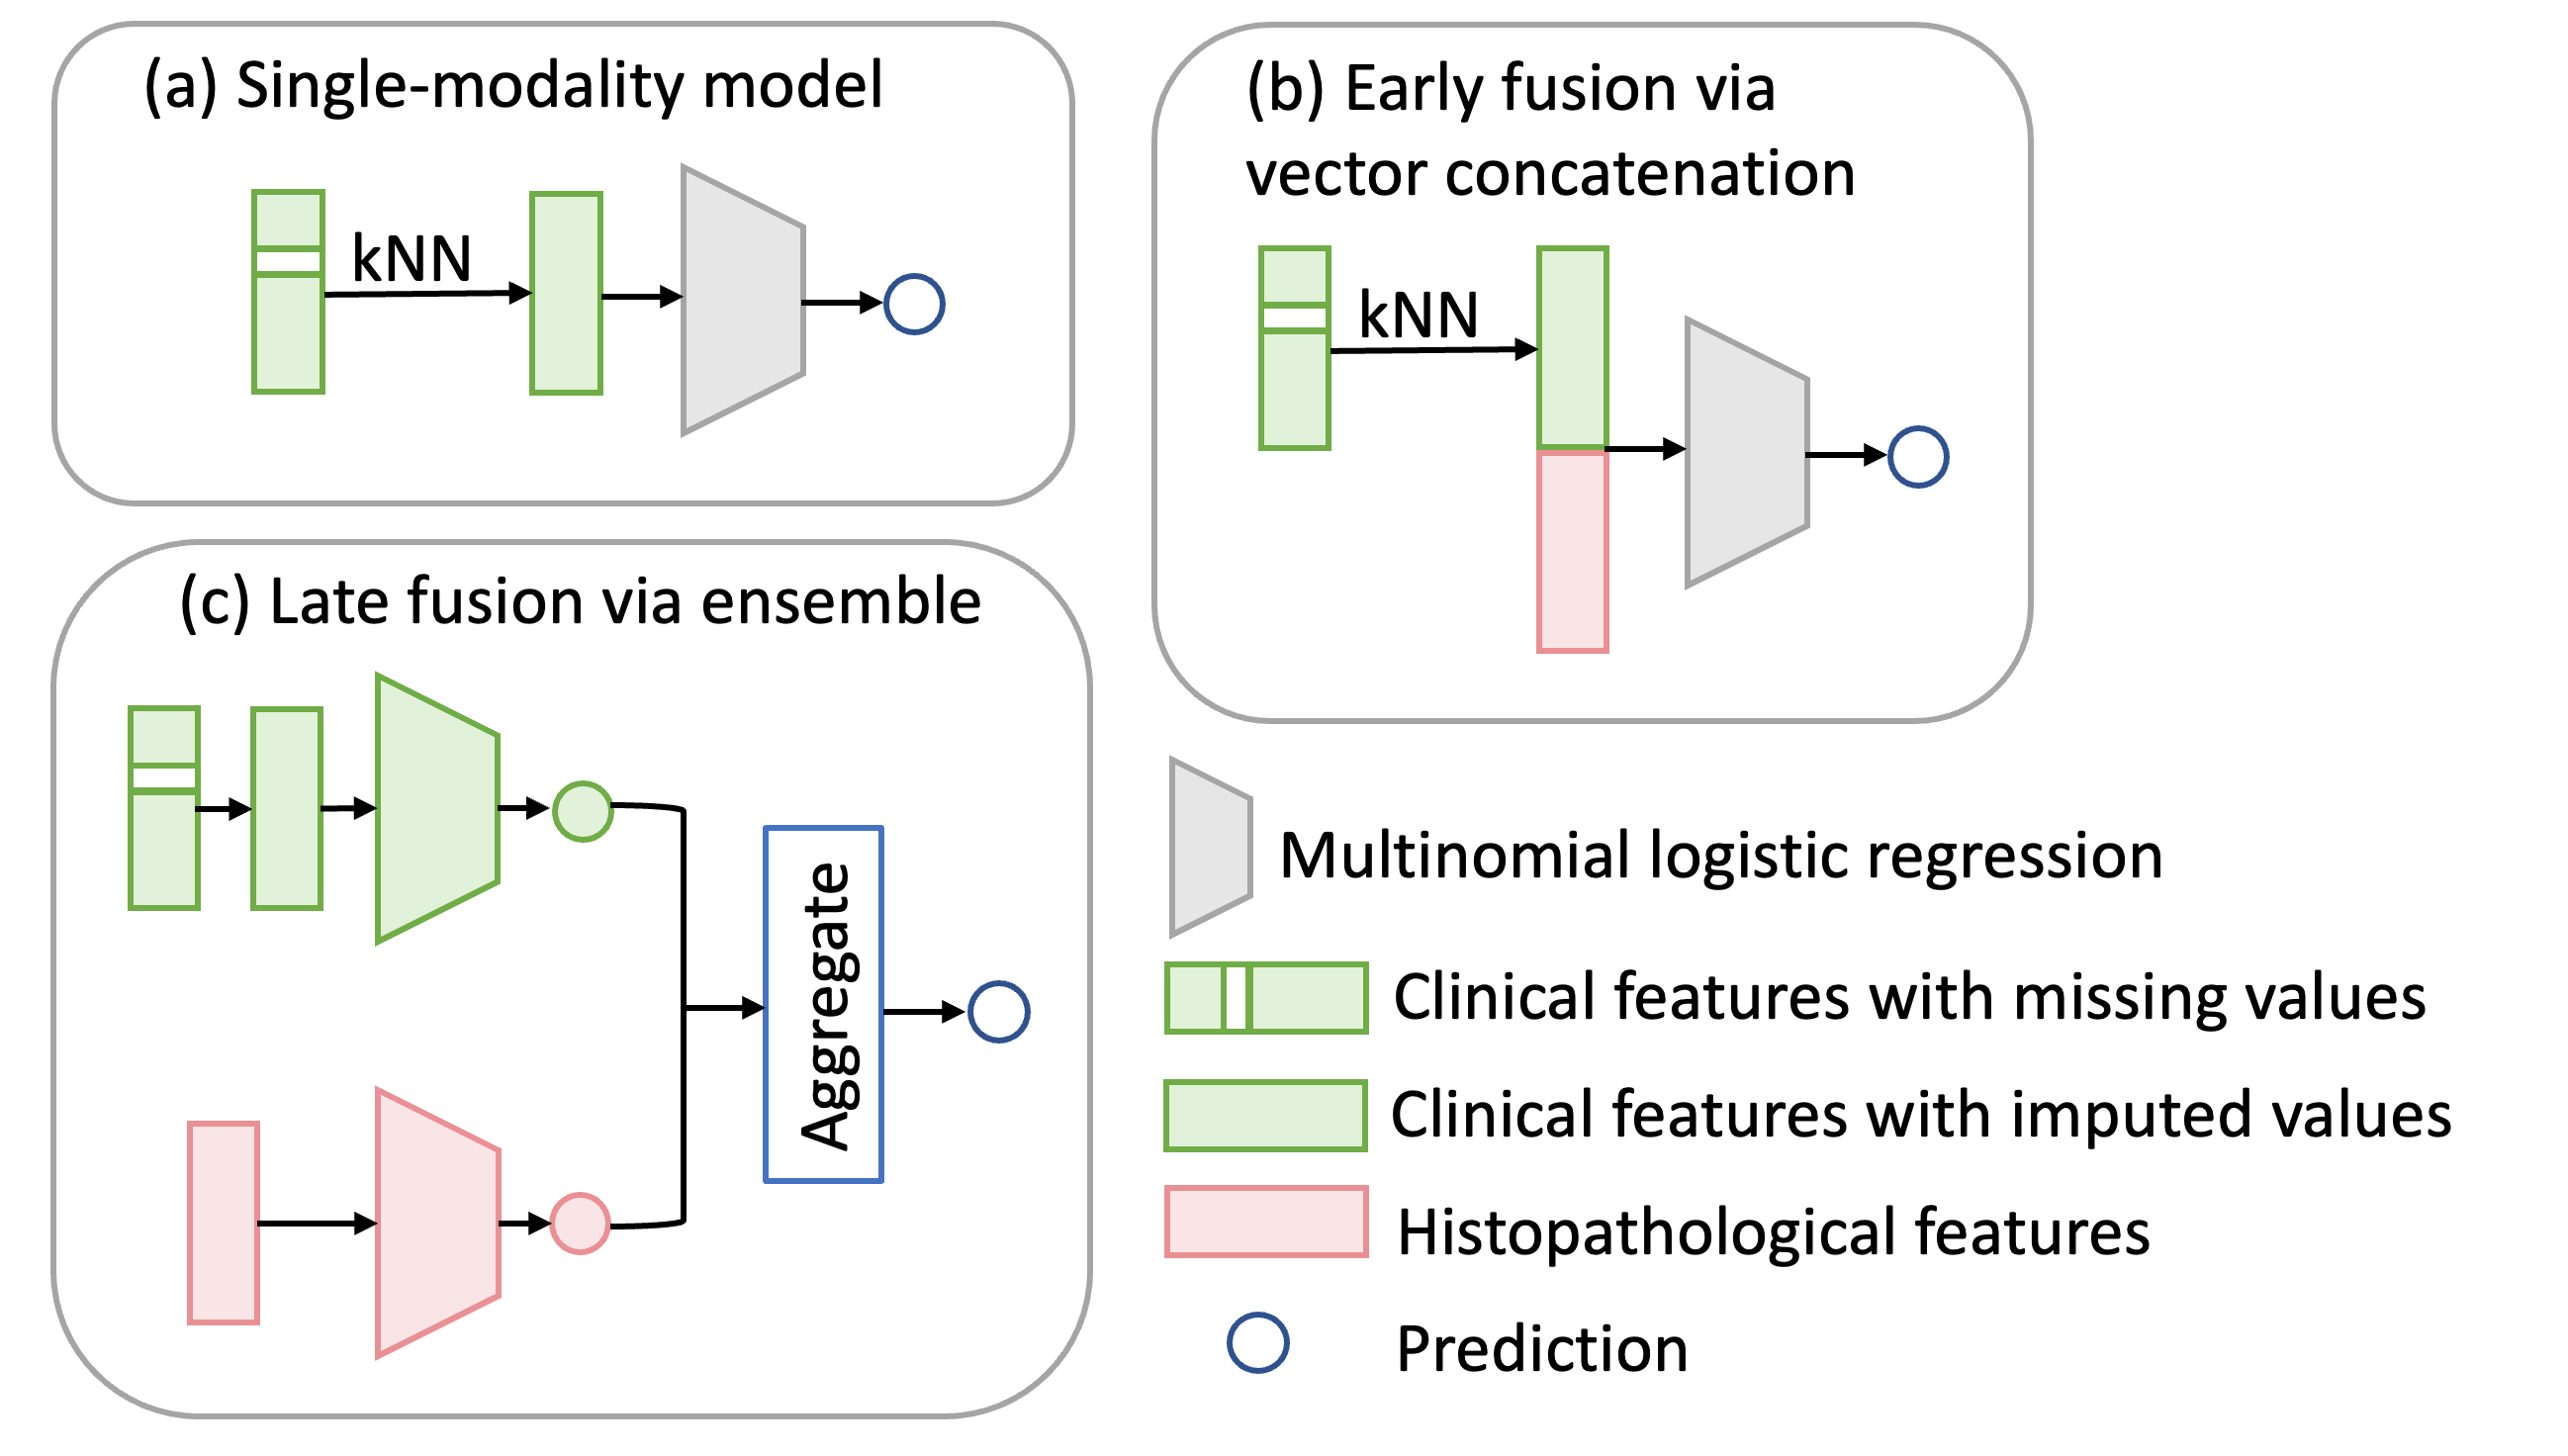 (a) Single-modality model
kNN
(b) Early fusion via
vector concatenation
kNN
(c) Late fusion via ensemble
Aggregate
Multinomial logistic regression
Clinical features with missing values
Clinical features with imputed values
Histopathological features
Prediction